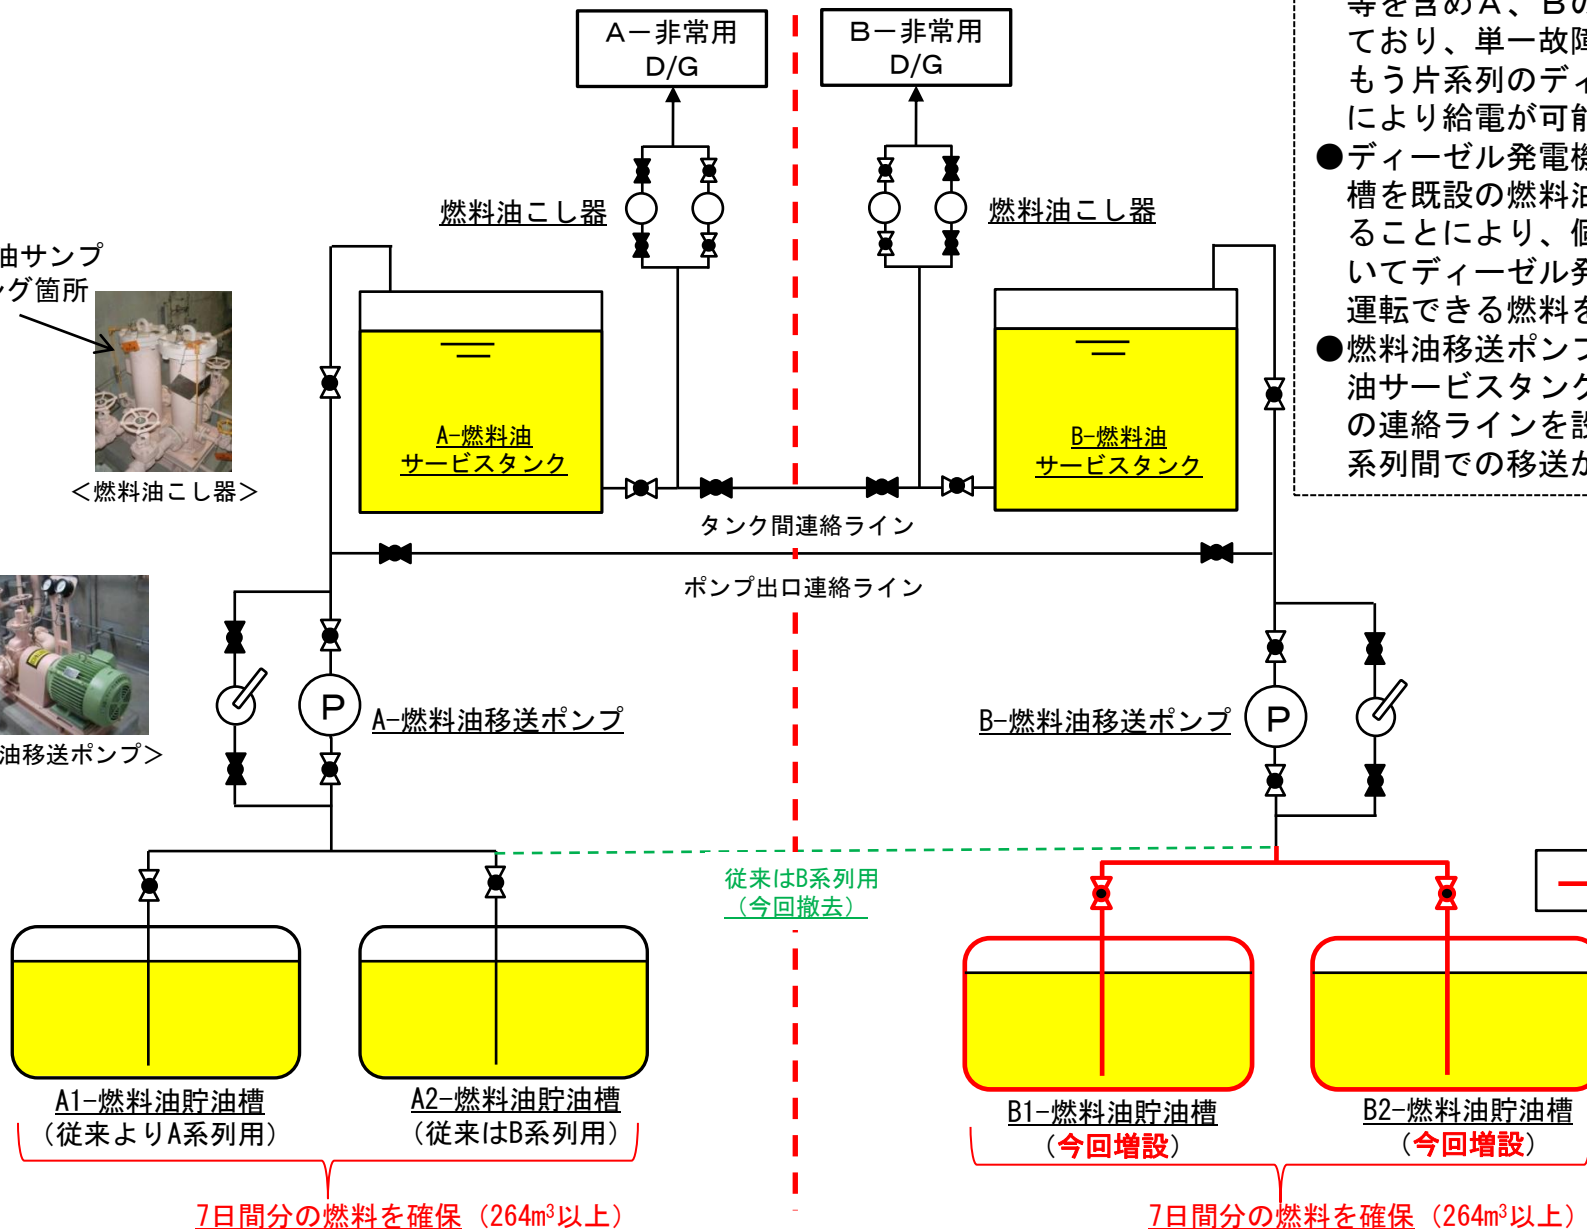 A－非常用
D/G
B－非常用
D/G
等を含めA、Bの
ており、単一故障
もう片系列のディ
により給電が可能
●ディーゼル発電機
槽を既設の燃料油
ることにより、個
いてディーゼル発
運転できる燃料を
●燃料油移送ポンプ
油サービスタンク
の連絡ラインを設
系列間での移送が
燃料油こし器
燃料油こし器
油サンプ
ング箇所
＜燃料油こし器＞
A-燃料油
サービスタンク
B-燃料油
サービスタンク
タンク間連絡ライン
ポンプ出口連絡ライン
油移送ポンプ＞
P
A-燃料油移送ポンプ
B-燃料油移送ポンプ
P
従来はB系列用
（今回撤去）
A1-燃料油貯油槽
（従来よりA系列用）
A2-燃料油貯油槽
（従来はB系列用）
B1-燃料油貯油槽
（今回増設）
B2-燃料油貯油槽
（今回増設）
7日間分の燃料を確保（264m³以上）
7日間分の燃料を確保（264m³以上）